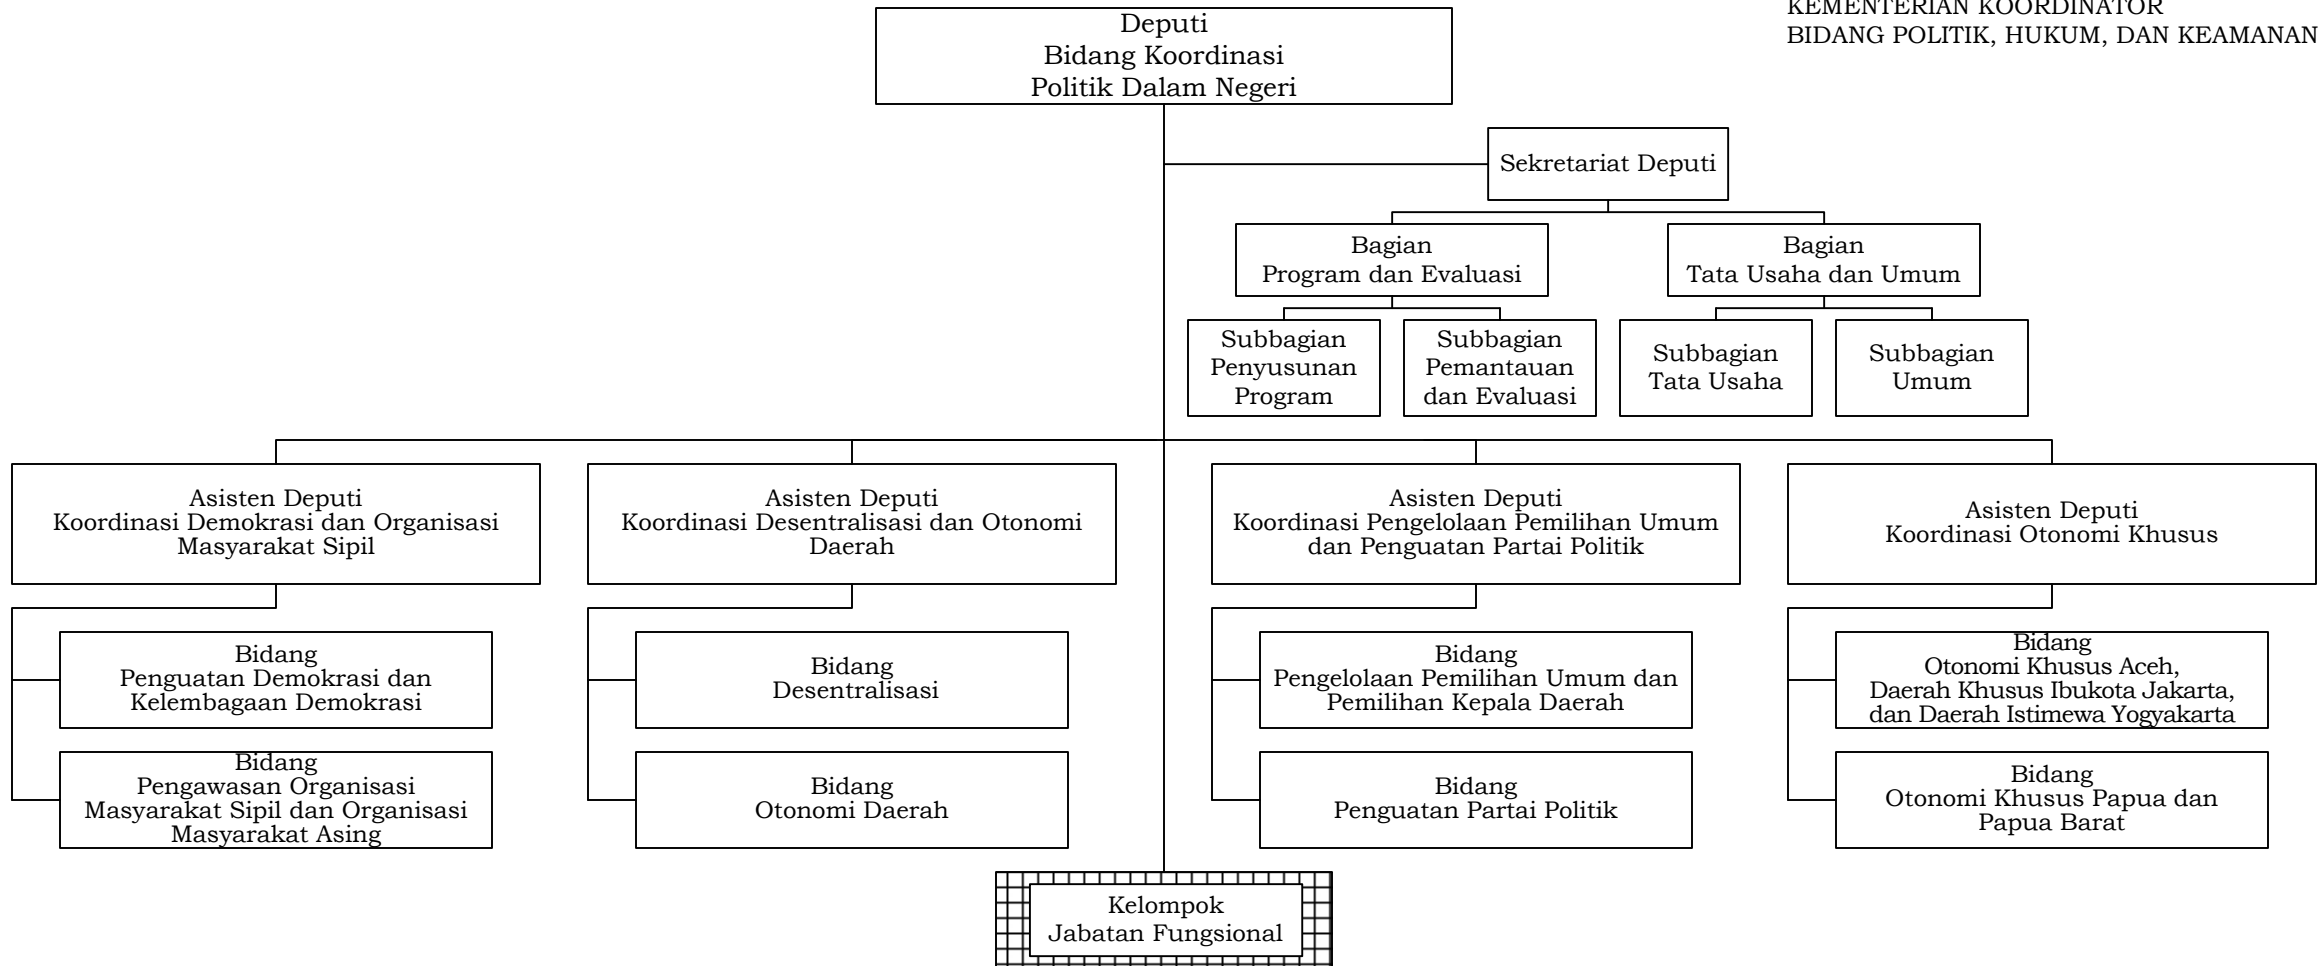 KEMENTERIAN KOORDINATOR
BIDANG POLITIK, HUKUM, DAN KEAMANAN
Deputi
Bidang Koordinasi
Politik Dalam Negeri
Sekretariat Deputi
Bagian
Program dan Evaluasi
Bagian
Tata Usaha dan Umum
Subbagian
Penyusunan
Program
Subbagian
Pemantauan
dan Evaluasi
Subbagian
Tata Usaha
Subbagian
Umum
Asisten Deputi
Koordinasi Demokrasi dan Organisasi
Masyarakat Sipil
Asisten Deputi
Koordinasi Desentralisasi dan Otonomi
Daerah
Asisten Deputi
Koordinasi Pengelolaan Pemilihan Umum
dan Penguatan Partai Politik
Asisten Deputi
Koordinasi Otonomi Khusus
Bidang
Penguatan Demokrasi dan
Kelembagaan Demokrasi
Bidang
Desentralisasi
Bidang
Pengelolaan Pemilihan Umum dan
Pemilihan Kepala Daerah
Bidang
Otonomi Khusus Aceh,
Daerah Khusus Ibukota Jakarta,
dan Daerah Istimewa Yogyakarta
Bidang
Pengawasan Organisasi
Masyarakat Sipil dan Organisasi
Masyarakat Asing
Bidang
Otonomi Daerah
Bidang
Penguatan Partai Politik
Bidang
Otonomi Khusus Papua dan
Papua Barat
Kelompok
Jabatan Fungsional